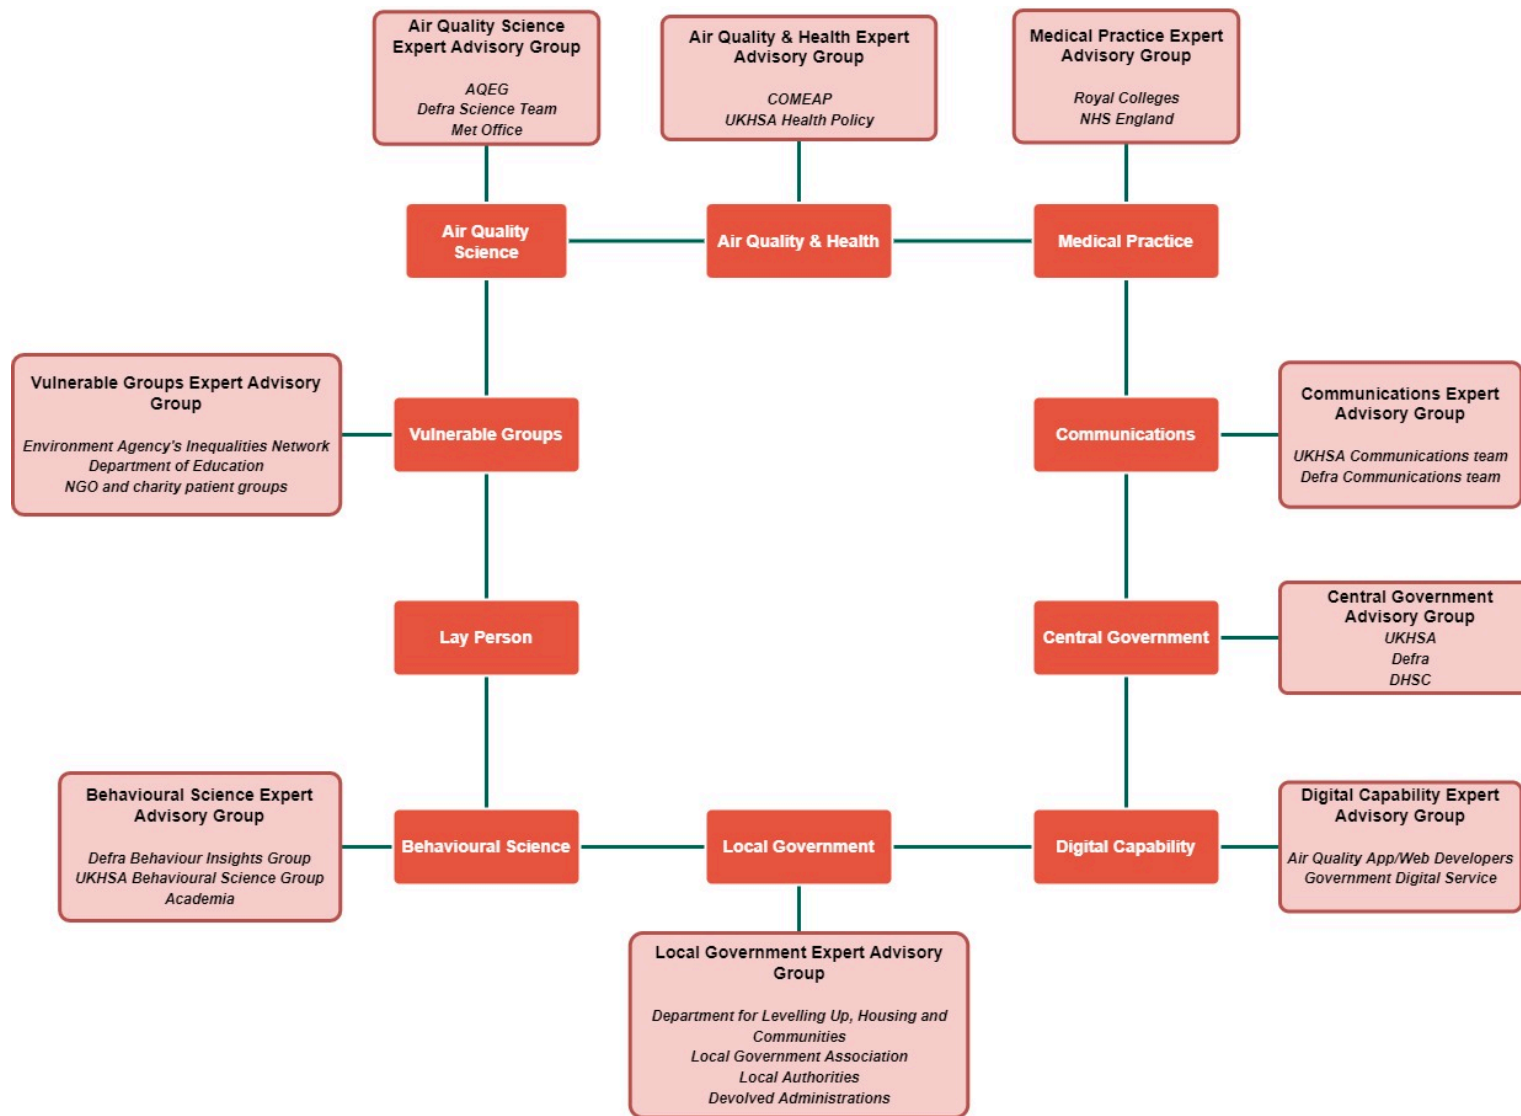 Air Quality Science
Expert Advisory Group
AQEG
Defra Science Team
Met Office
Air Quality & Health Expert
Advisory Group
COMEAP
UKHSA Health Policy
Medical Practice Expert
Advisory Group
Royal Colleges
NHS England
Air Quality
Science
Air Quality & Health
Medical Practice
Vulnerable Groups Expert Advisory
Group
Environment Agency's Inequalities Network
Department of Education
NGO and charity patient groups
Vulnerable Groups
Communications
Communications Expert
Advisory Group
UKHSA Communications team
Defra Communications team
Lay Person
Central Government
Central Government
Advisory Group
UKHSA
Defra
DHSC
Behavioural Science Expert
Advisory Group
Defra Behaviour Insights Group
UKHSA Behavioural Science Group
Academia
Behavioural Science
Local Government
Digital Capability
Digital Capability Expert
Advisory Group
Air Quality App/Web Developers
Government Digital Service
Local Government Expert Advisory
Group
Department for Levelling Up, Housing and
Communities
Local Government Association
Local Authorities
Devolved Administrations